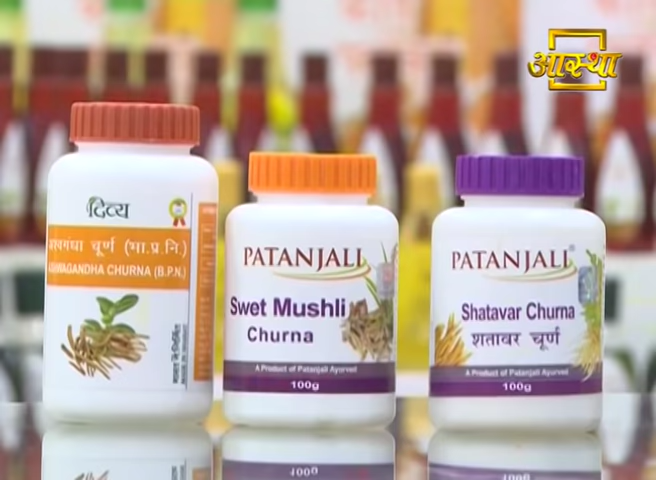 आस्था
दिव्य
अश्वगंधा चूर्ण (भा.प्र.नि.)
ASHWAGANDHA CHURNA (B.P.N.)
PATANJALI
Swet Mushli
Churna
A Product of Patanjali Ayurved
100g
PATANJALI®
Shatavar Churna
शतावर चूर्ण
A Product of Patanjali Ayurved
100g